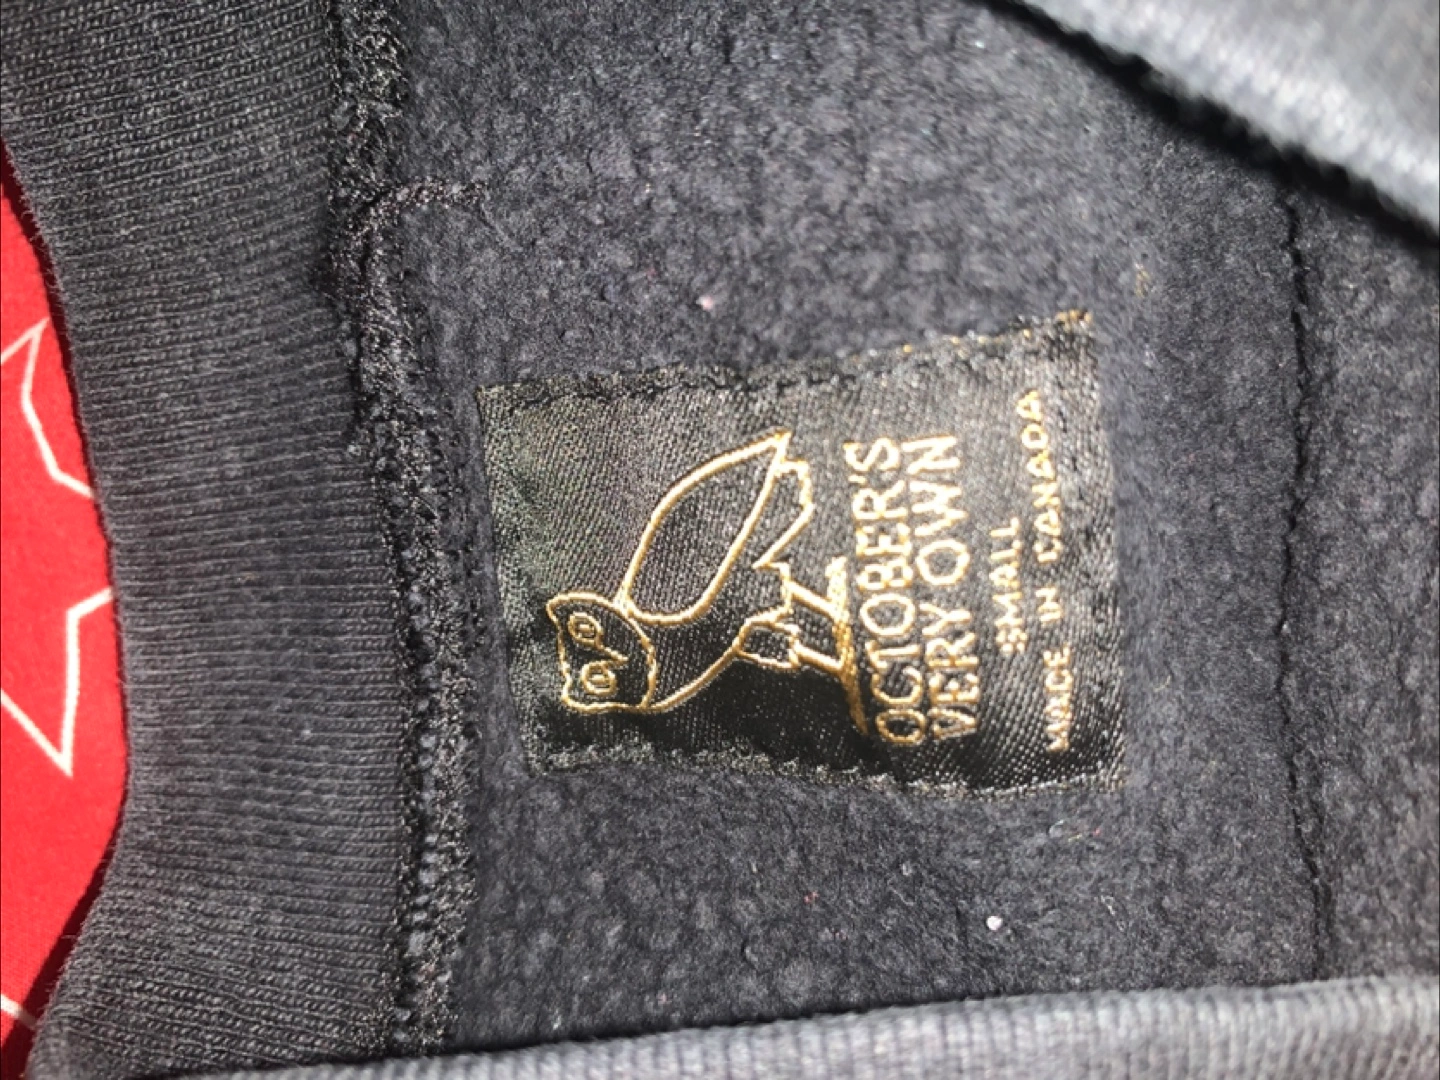 OCTOBER'S
VERY OWN
SMALL
MADE IN CANADA